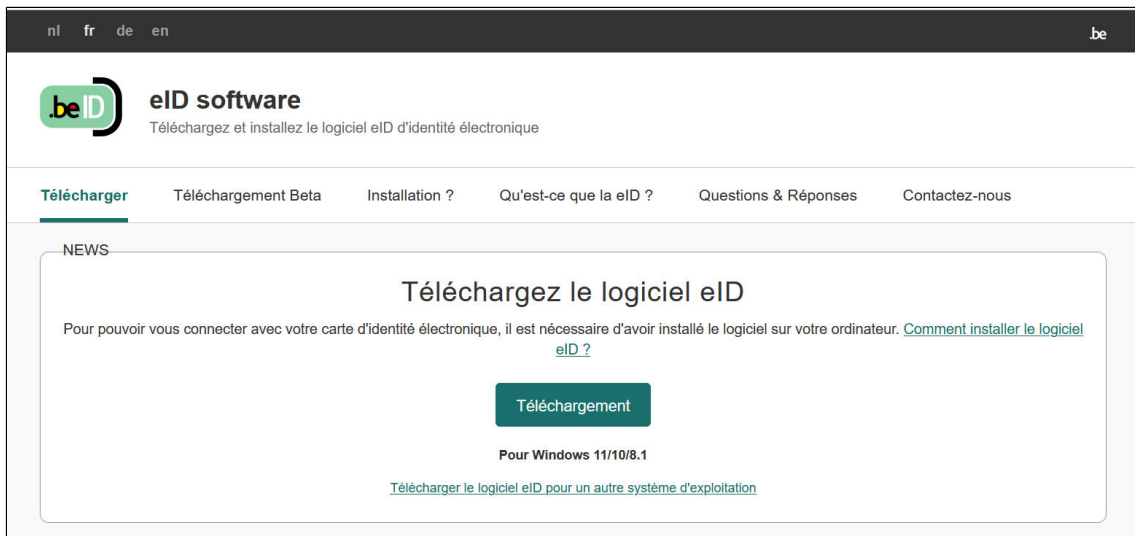 nl fr de en .be
.beID
eID software
Téléchargez et installez le logiciel eID d'identité électronique
Télécharger Téléchargement Beta Installation ? Qu'est-ce que la eID ? Questions & Réponses Contactez-nous
NEWS
Téléchargez le logiciel eID
Pour pouvoir vous connecter avec votre carte d'identité électronique, il est nécessaire d'avoir installé le logiciel sur votre ordinateur. Comment installer le logiciel
eID ?
Téléchargement
Pour Windows 11/10/8.1
Télécharger le logiciel eID pour un autre système d'exploitation